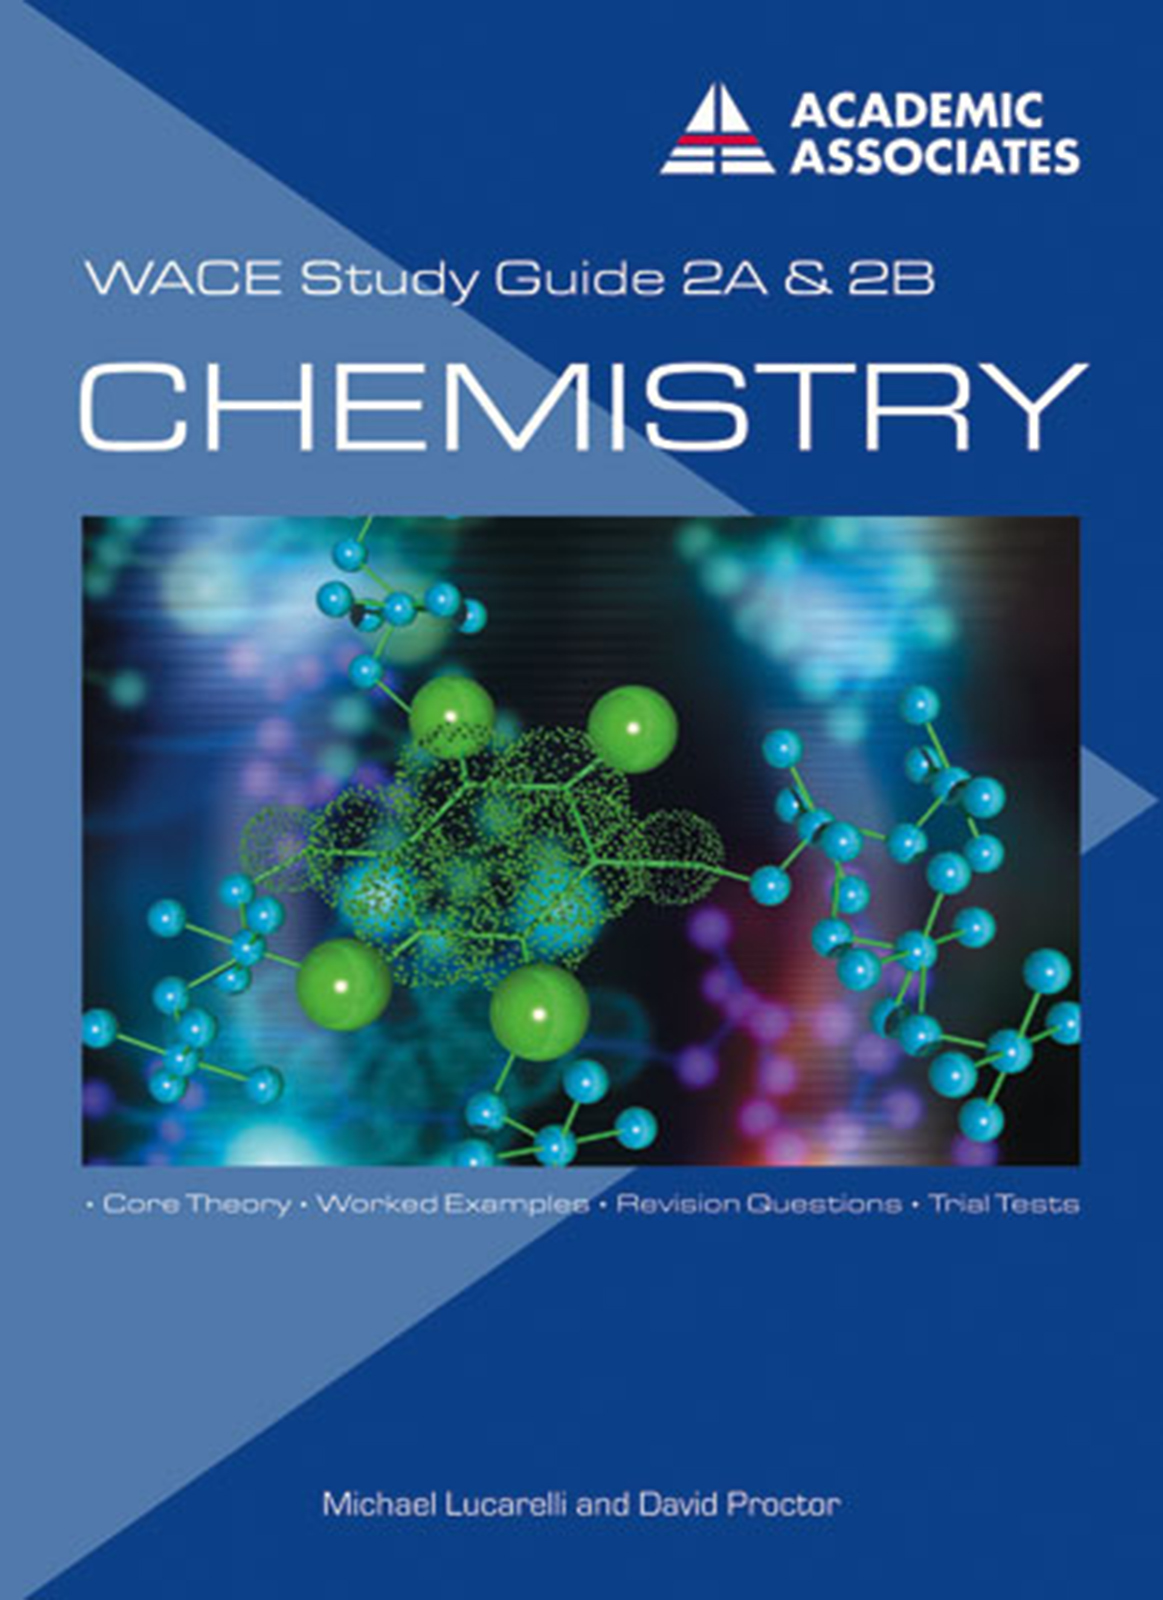 ACADEMIC
ASSOCIATES
WACE Study Guide 2A & 2B
CHEMISTRY
• Core Theory • Worked Examples • Revision Questions • Trial Tests
Michael Lucarelli and David Proctor